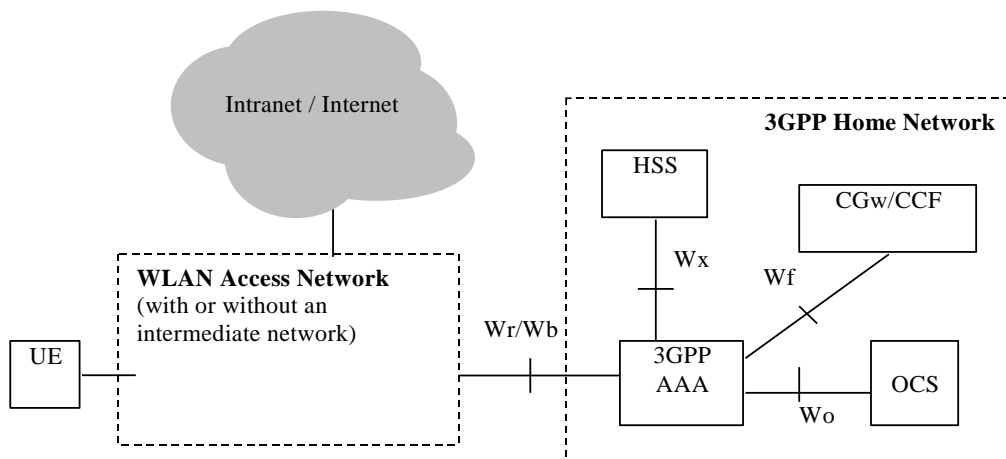 Intranet / Internet
3GPP Home Network
HSS
CGw/CCF
WLAN Access Network
(with or without an
intermediate network)
Wx
Wf
Wr/Wb
UE
3GPP
AAA
OCS
Wo